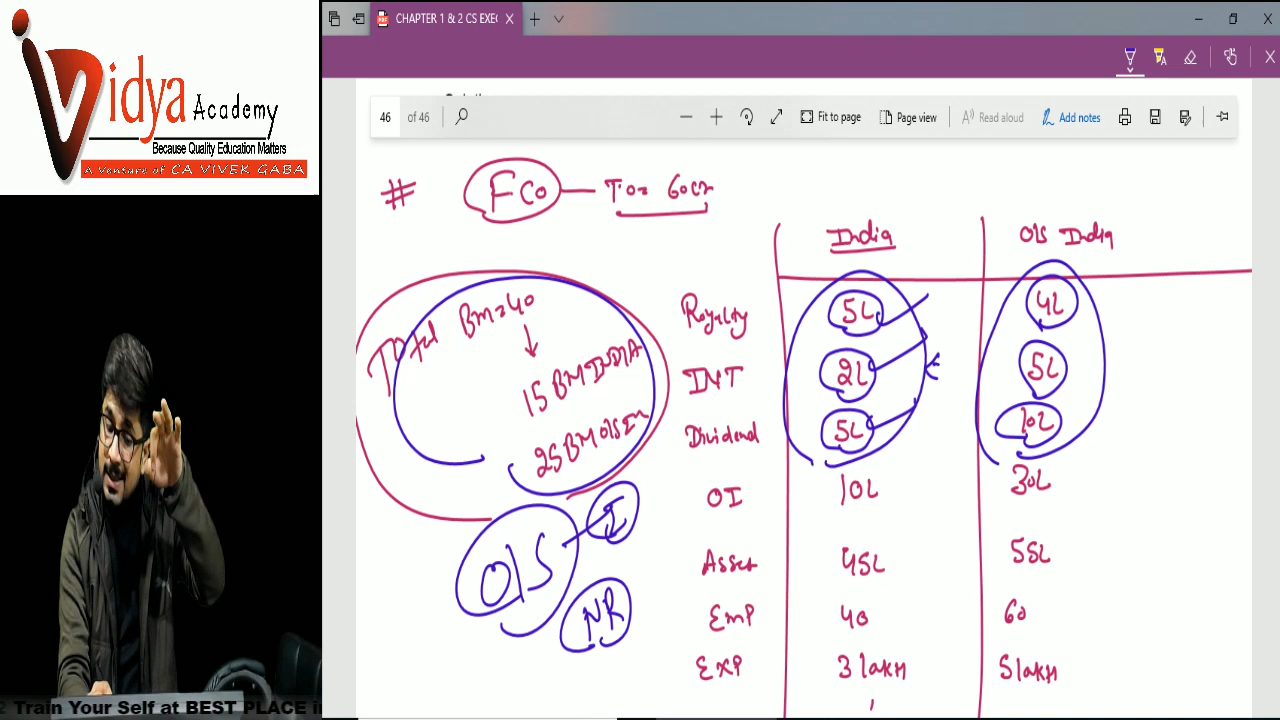 Vidya
Academy
Because Quality Education Matters
A Venture of CA VIVEK GABA
CHAPTER 1 & 2 CS EXEC
46 of 46
Fit to page
Page view
Read aloud
Add notes
# FCo — T.O= 60cr
India O/S India
Total BM=40
15 BM INDIA
25 BM O/S In
Royalty 5L 4L
INT 2L 5L
Dividend 5L 10L
OI 10L 30L
O/S I
NR
Asset 45L 55L
Emp 40 60
EXP 3 lakh 5 lakh
2 Train Your Self at BEST PLACE in